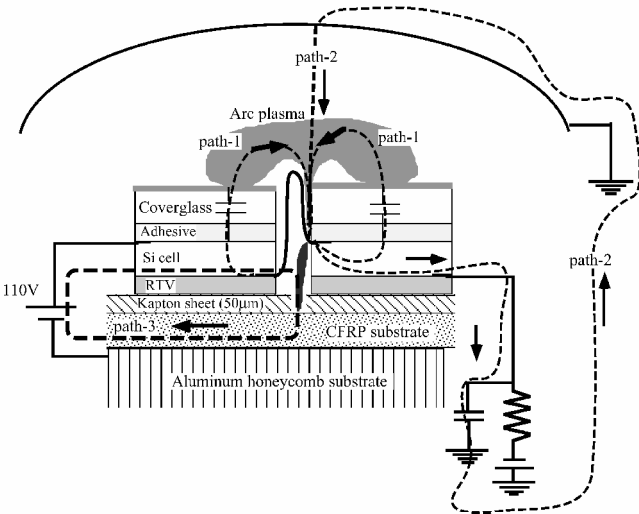 path-2
Arc plasma
path-1
path-1
Coverglass
Adhesive
Si cell
RTV
110V
Kapton sheet (50μm)
path-3
CFRP substrate
path-2
Aluminum honeycomb substrate